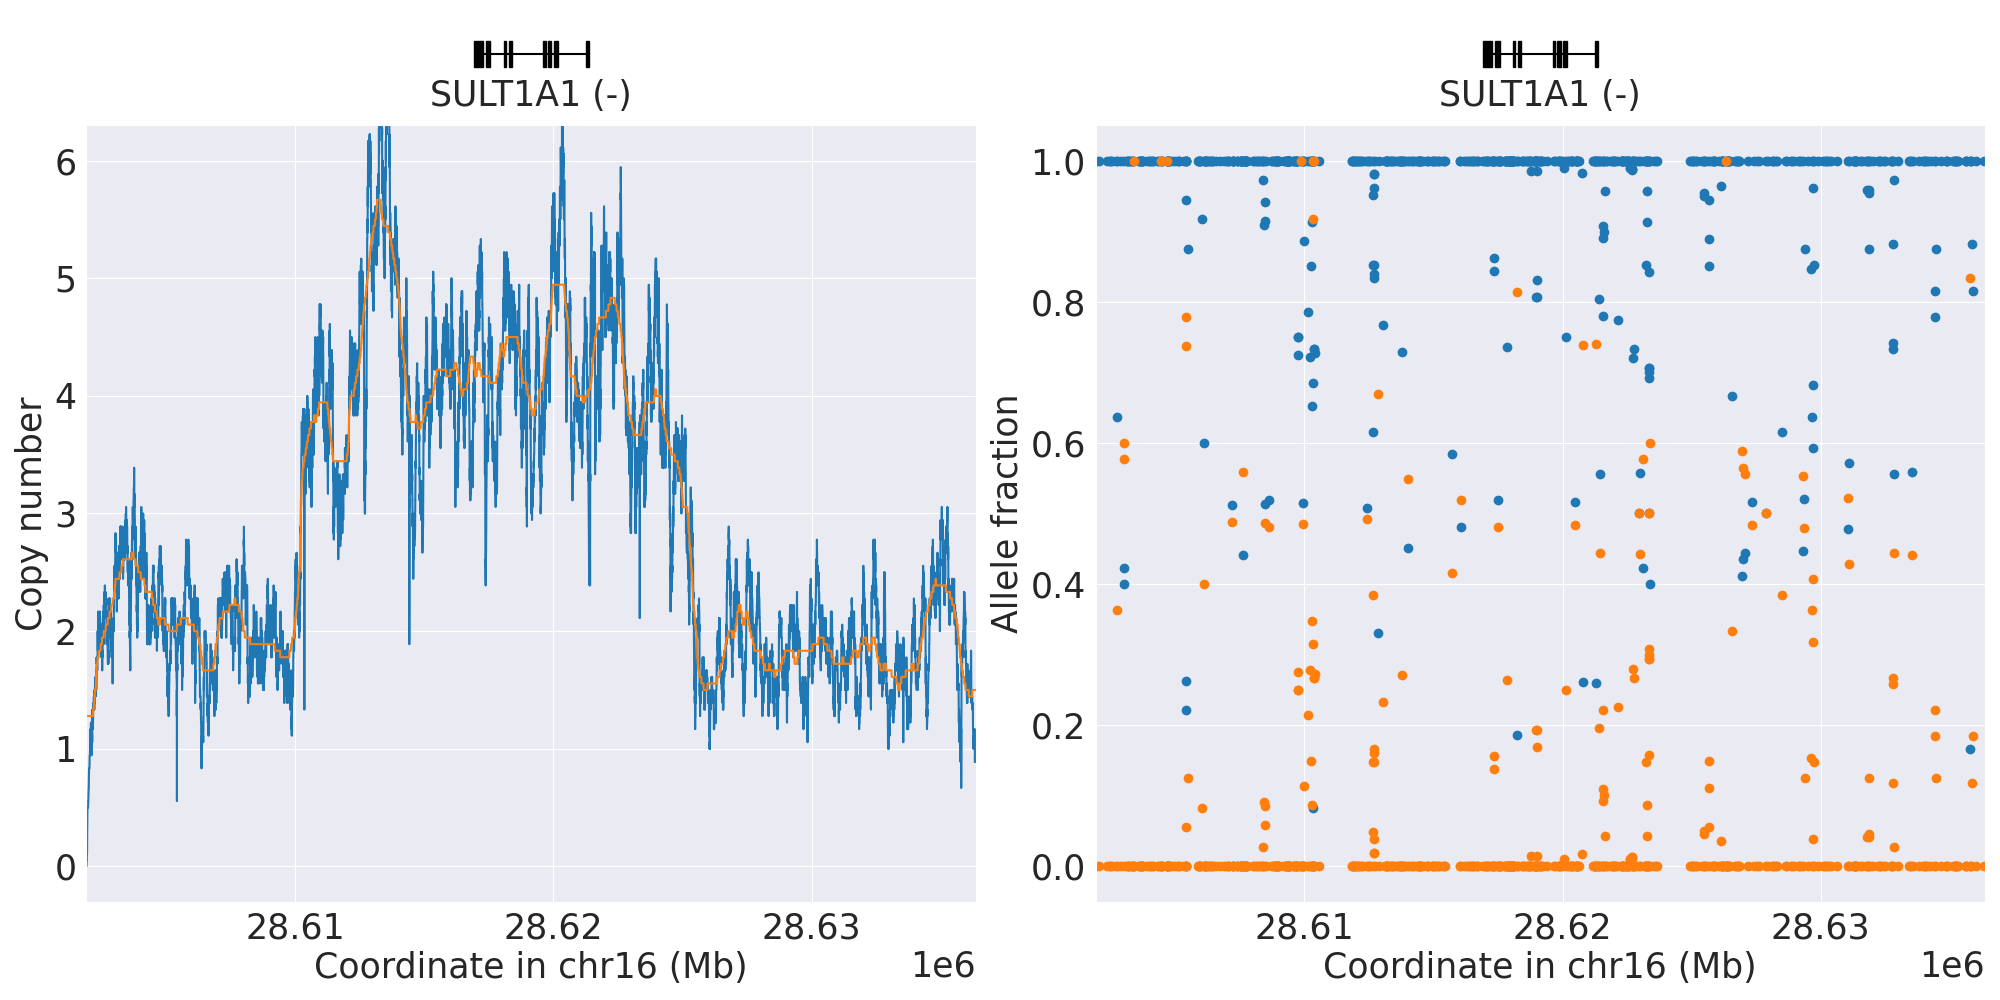 SULT1A1 (-)
6
5
4
3
2
1
0
Copy number
28.61
28.62
28.63
Coordinate in chr16 (Mb)
1e6
SULT1A1 (-)
1.0
0.8
0.6
0.4
0.2
0.0
Allele fraction
28.61
28.62
28.63
Coordinate in chr16 (Mb)
1e6